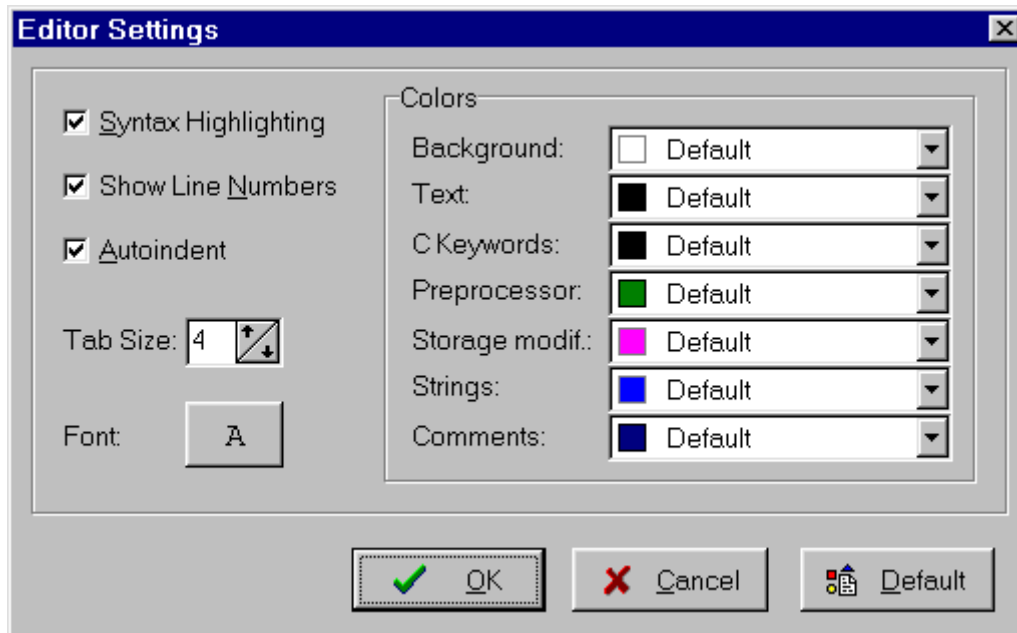 Editor Settings
Syntax Highlighting
Show Line Numbers
Autoindent
Tab Size: 4
Font: A
Colors
Background: Default
Text: Default
C Keywords: Default
Preprocessor: Default
Storage modif.: Default
Strings: Default
Comments: Default
OK Cancel Default